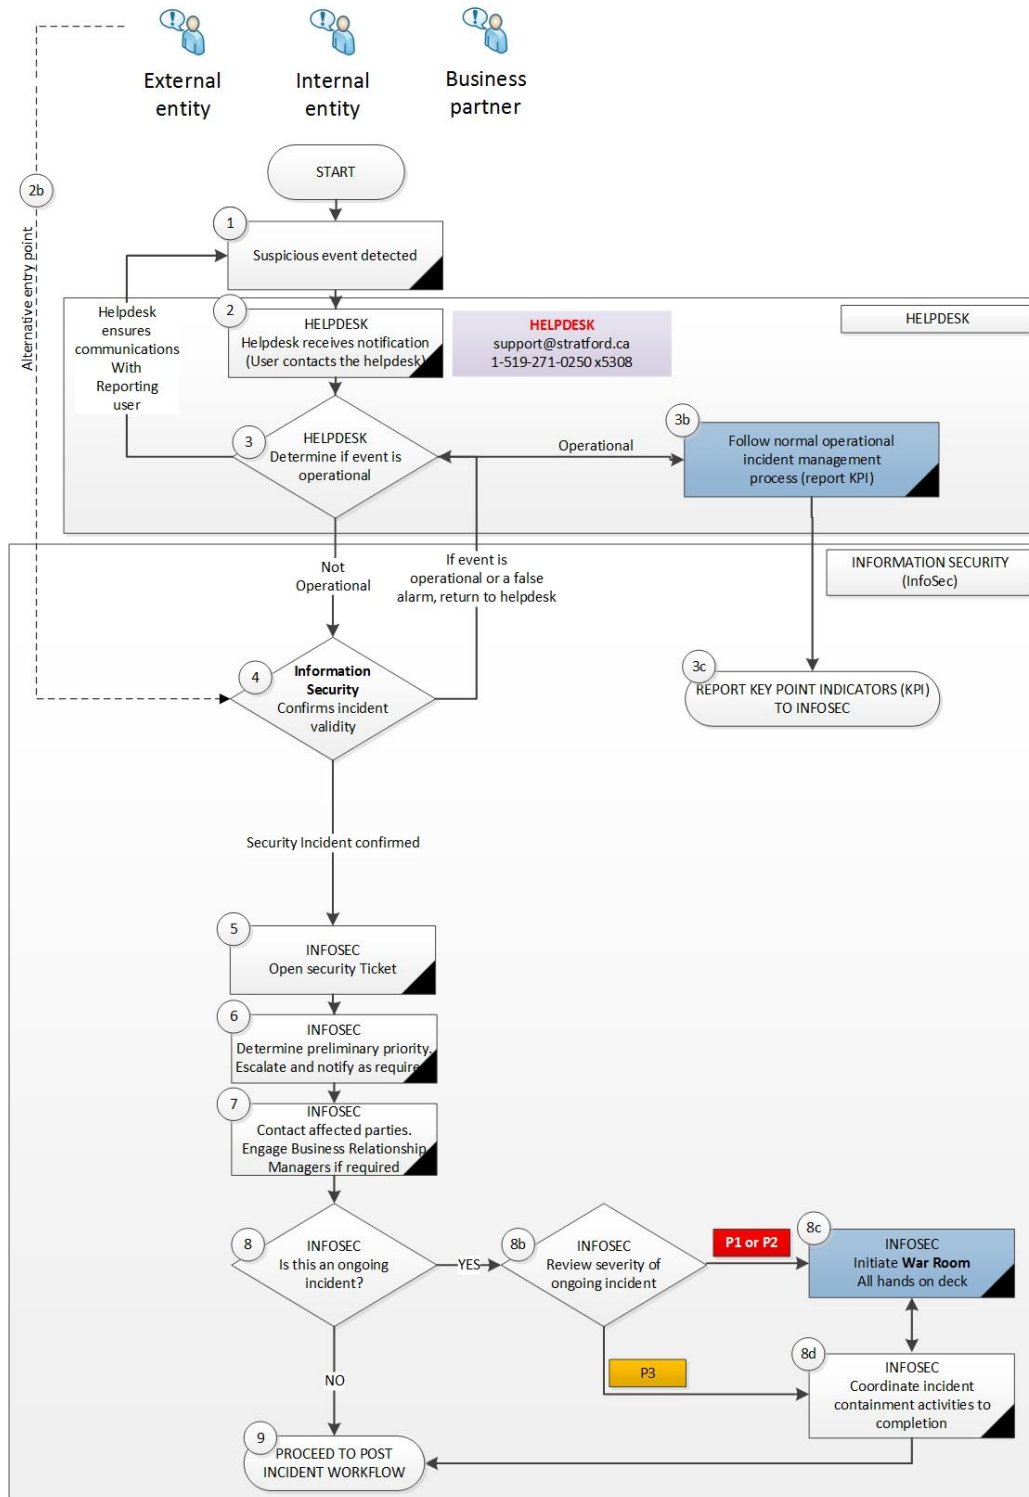 External
entity
Internal
entity
Business
partner
START
2b
Alternative entry point
1
Suspicious event detected
Helpdesk
ensures
communications
With
Reporting
user
HELPDESK
2
HELPDESK
Helpdesk receives notification
(User contacts the helpdesk)
HELPDESK
support@stratford.ca
1-519-271-0250 x5308
3
HELPDESK
Determine if event is
operational
Operational
3b
Follow normal operational
incident management
process (report KPI)
Not
Operational
If event is
operational or a false
alarm, return to helpdesk
INFORMATION SECURITY
(InfoSec)
4
Information
Security
Confirms incident
validity
3c
REPORT KEY POINT INDICATORS (KPI)
TO INFOSEC
Security Incident confirmed
5
INFOSEC
Open security Ticket
6
INFOSEC
Determine preliminary priority.
Escalate and notify as require
7
INFOSEC
Contact affected parties.
Engage Business Relationship
Managers if required
8
INFOSEC
Is this an ongoing
incident?
YES
8b
INFOSEC
Review severity of
ongoing incident
P1 or P2
8c
INFOSEC
Initiate War Room
All hands on deck
P3
8d
INFOSEC
Coordinate incident
containment activities to
completion
NO
9
PROCEED TO POST
INCIDENT WORKFLOW